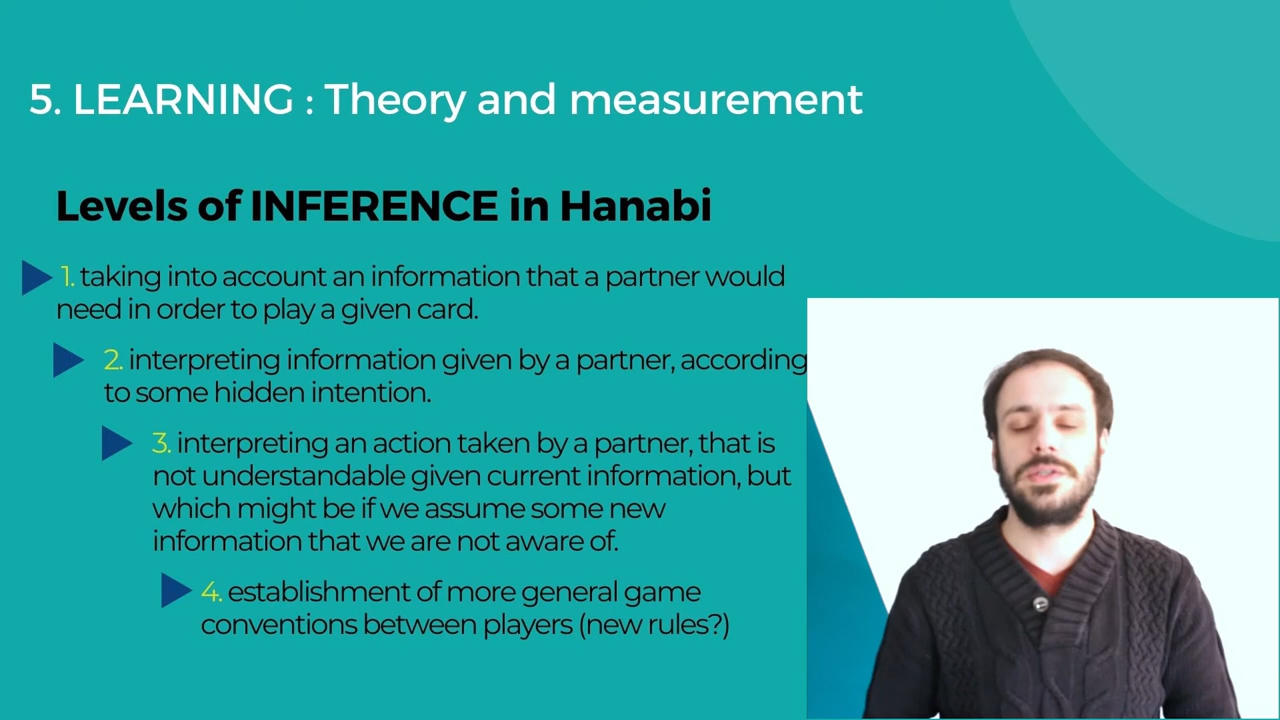 5. LEARNING : Theory and measurement
Levels of INFERENCE in Hanabi
1. taking into account an information that a partner would
need in order to play a given card.
2. interpreting information given by a partner, according
to some hidden intention.
3. interpreting an action taken by a partner, that is
not understandable given current information, but
which might be if we assume some new
information that we are not aware of.
4. establishment of more general game
conventions between players (new rules?)